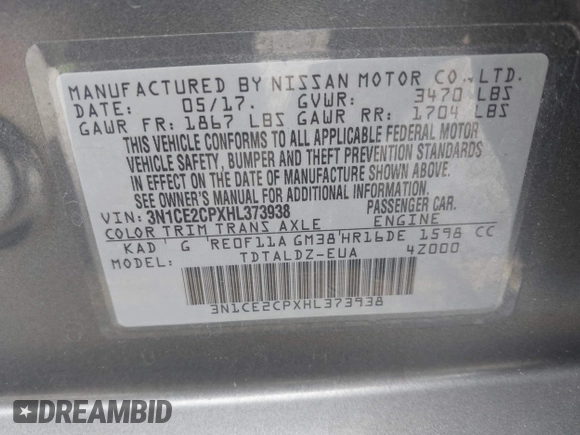 MANUFACTURED BY NISSAN MOTOR CO., LTD.
DATE: 05/17. GVWR: 3470 LBS
GAWR FR: 1867 LBS GAWR RR: 1704 LBS
THIS VEHICLE CONFORMS TO ALL APPLICABLE FEDERAL MOTOR
VEHICLE SAFETY, BUMPER AND THEFT PREVENTION STANDARDS
IN EFFECT ON THE DATE OF MANUFACTURE SHOWN ABOVE.
SEE OWNER'S MANUAL FOR ADDITIONAL INFORMATION.
VIN: 3N1CE2CPXHL373938 PASSENGER CAR.
COLOR TRIM TRANS AXLE ENGINE
KAD G RE0F11A GM38 HR16DE 1598 CC
MODEL: TDTALDZ-EUA 4Z000
3N1CE2CPXHL373938
DREAMBID